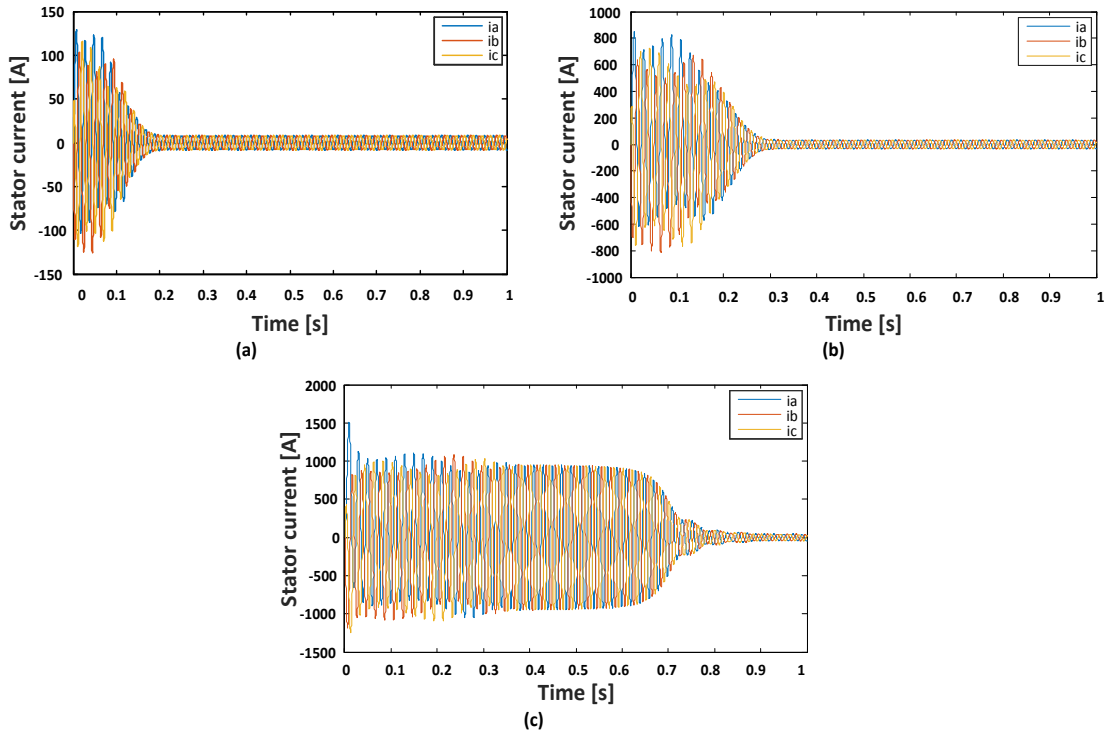 150
100
50
0
-50
-100
-150
Stator current [A]
ia
ib
ic
0 0.1 0.2 0.3 0.4 0.5 0.6 0.7 0.8 0.9 1
Time [s]
(a)
1000
800
600
400
200
0
-200
-400
-600
-800
-1000
Stator current [A]
ia
ib
ic
0 0.1 0.2 0.3 0.4 0.5 0.6 0.7 0.8 0.9 1
Time [s]
(b)
2000
1500
1000
500
0
-500
-1000
-1500
Stator current [A]
ia
ib
ic
0 0.1 0.2 0.3 0.4 0.5 0.6 0.7 0.8 0.9 1
Time [s]
(c)